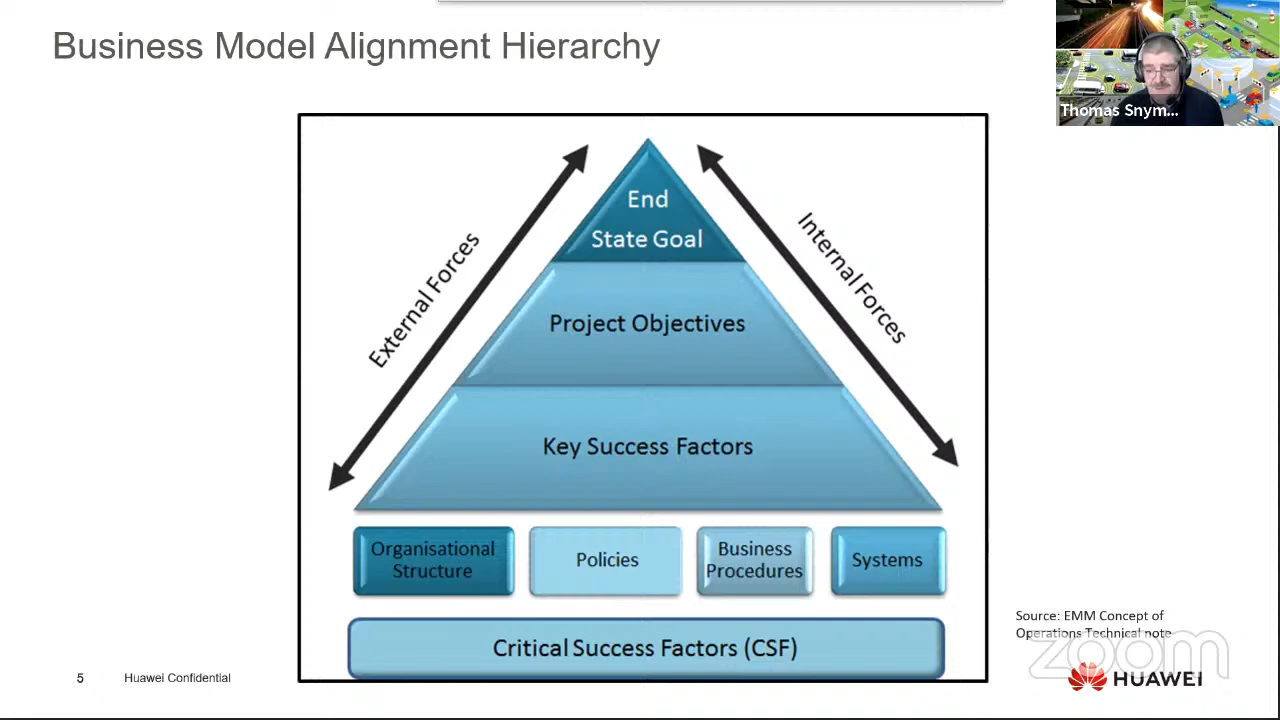 Business Model Alignment Hierarchy
Thomas Snym...
End
State Goal
External Forces
Internal Forces
Project Objectives
Key Success Factors
Organisational
Structure
Policies
Business
Procedures
Systems
Critical Success Factors (CSF)
Source: EMM Concept of
Operations Technical note
zoom
5
Huawei Confidential
HUAWEI